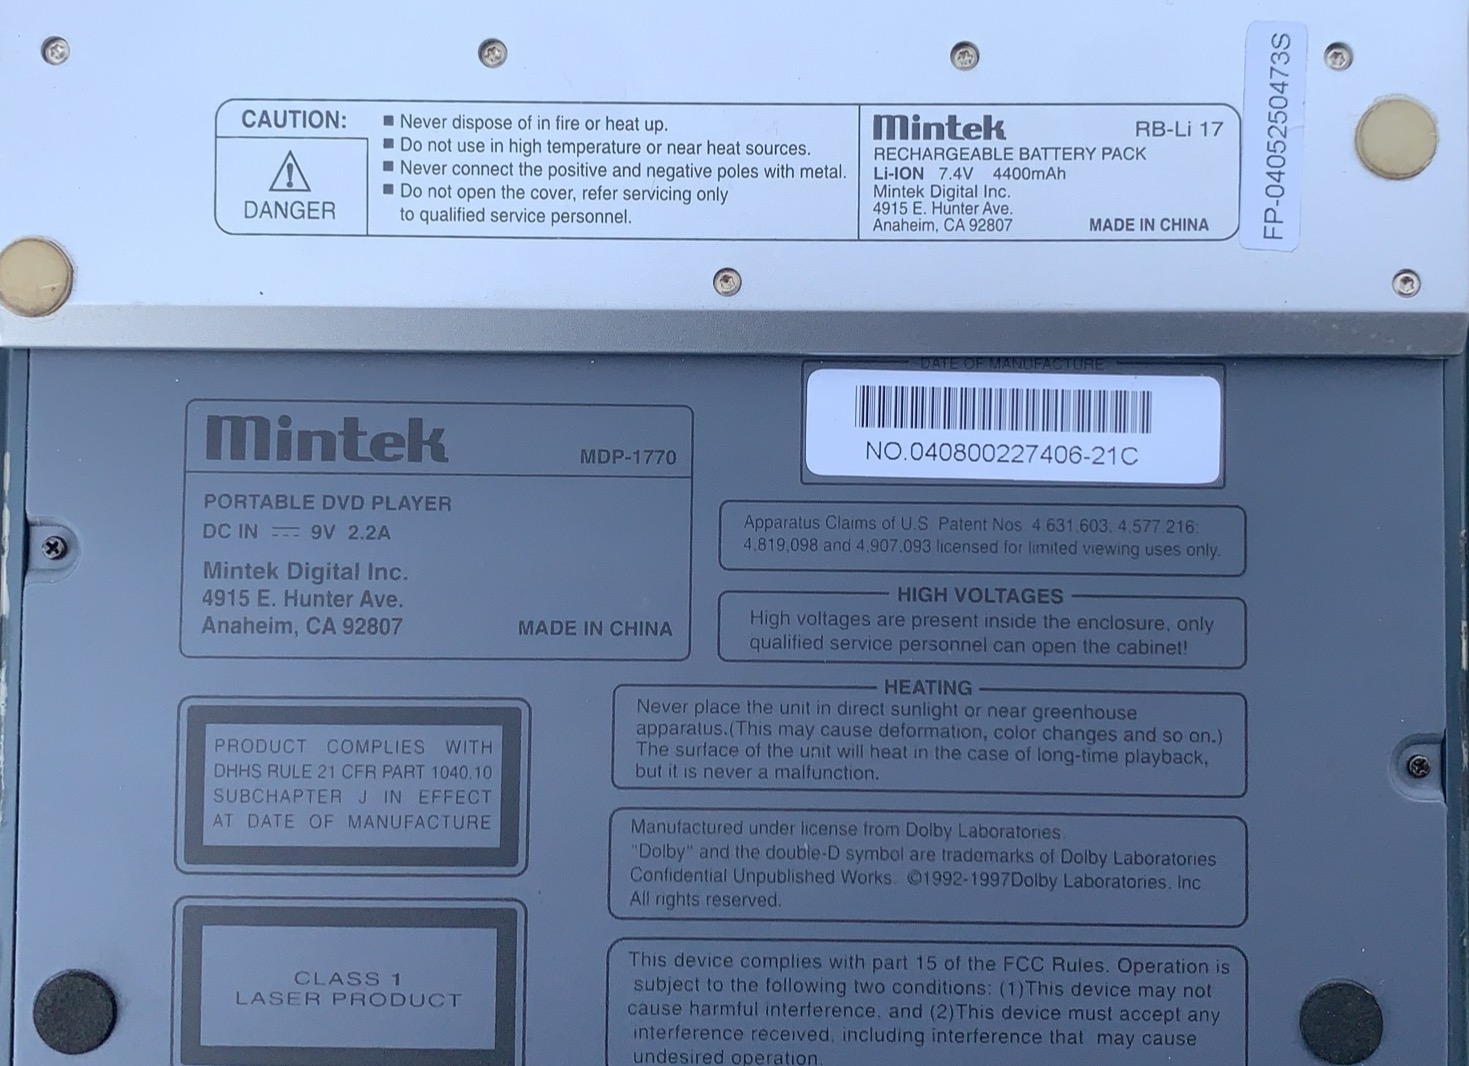 CAUTION:
DANGER
■ Never dispose of in fire or heat up.
■ Do not use in high temperature or near heat sources.
■ Never connect the positive and negative poles with metal.
■ Do not open the cover, refer servicing only
to qualified service personnel.
Mintek RB-Li 17
RECHARGEABLE BATTERY PACK
Li-ION 7.4V 4400mAh
Mintek Digital Inc.
4915 E. Hunter Ave.
Anaheim, CA 92807 MADE IN CHINA
FP-0405250473S
Mintek MDP-1770
PORTABLE DVD PLAYER
DC IN ⎓ 9V 2.2A
Mintek Digital Inc.
4915 E. Hunter Ave.
Anaheim, CA 92807 MADE IN CHINA
DATE OF MANUFACTURE
NO.040800227406-21C
Apparatus Claims of U.S. Patent Nos. 4,631,603, 4,577,216;
4,819,098 and 4,907,093 licensed for limited viewing uses only.
HIGH VOLTAGES
High voltages are present inside the enclosure, only
qualified service personnel can open the cabinet!
HEATING
Never place the unit in direct sunlight or near greenhouse
apparatus.(This may cause deformation, color changes and so on.)
The surface of the unit will heat in the case of long-time playback,
but it is never a malfunction.
PRODUCT COMPLIES WITH
DHHS RULE 21 CFR PART 1040.10
SUBCHAPTER J IN EFFECT
AT DATE OF MANUFACTURE
Manufactured under license from Dolby Laboratories.
"Dolby" and the double-D symbol are trademarks of Dolby Laboratories
Confidential Unpublished Works. ©1992-1997Dolby Laboratories, Inc
All rights reserved.
CLASS 1
LASER PRODUCT
This device complies with part 15 of the FCC Rules. Operation is
subject to the following two conditions: (1)This device may not
cause harmful interference, and (2)This device must accept any
interference received, including interference that may cause
undesired operation.